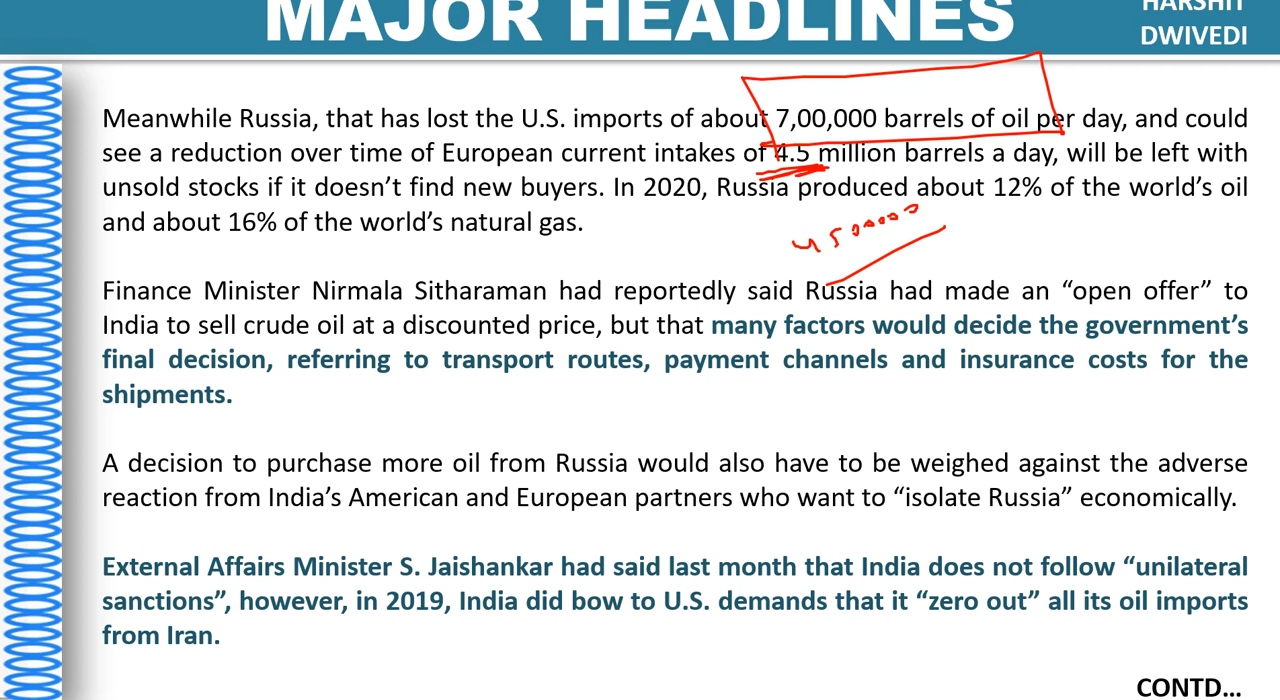 MAJOR HEADLINES
HARSHIT
DWIVEDI
Meanwhile Russia, that has lost the U.S. imports of about 7,00,000 barrels of oil per day, and could
see a reduction over time of European current intakes of 4.5 million barrels a day, will be left with
unsold stocks if it doesn’t find new buyers. In 2020, Russia produced about 12% of the world’s oil
and about 16% of the world’s natural gas.
4500000
Finance Minister Nirmala Sitharaman had reportedly said Russia had made an “open offer” to
India to sell crude oil at a discounted price, but that many factors would decide the government’s
final decision, referring to transport routes, payment channels and insurance costs for the
shipments.
A decision to purchase more oil from Russia would also have to be weighed against the adverse
reaction from India’s American and European partners who want to “isolate Russia” economically.
External Affairs Minister S. Jaishankar had said last month that India does not follow “unilateral
sanctions”, however, in 2019, India did bow to U.S. demands that it “zero out” all its oil imports
from Iran.
CONTD...